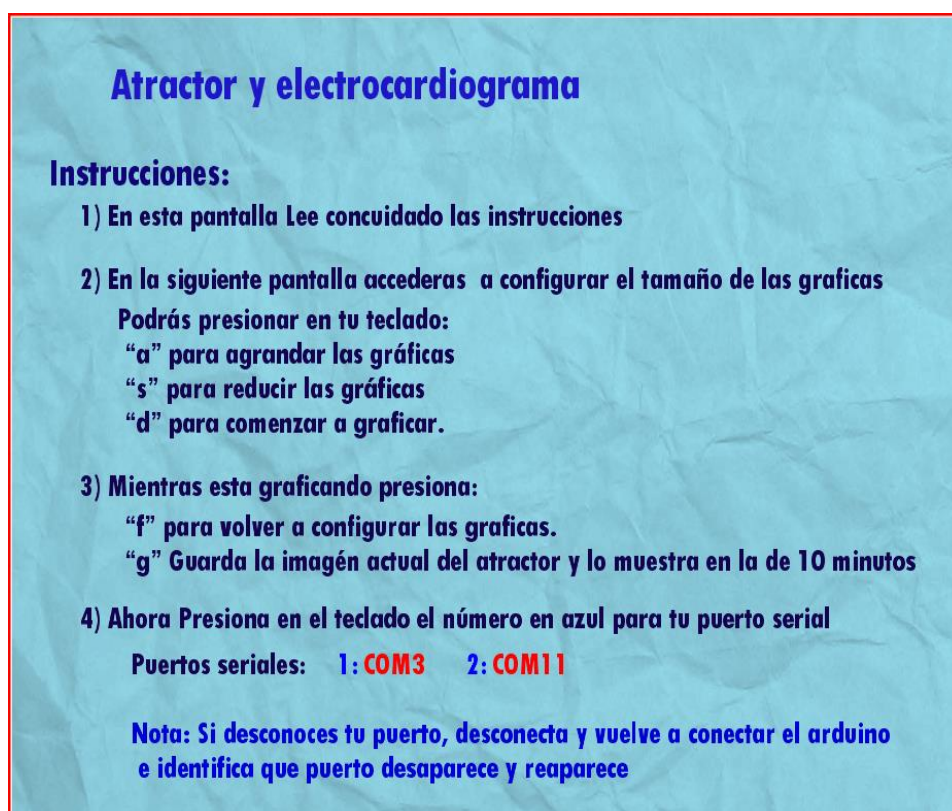 Atractor y electrocardiograma
Instrucciones:
1) En esta pantalla Lee concuidado las instrucciones
2) En la siguiente pantalla accederas  a configurar el tamaño de las graficas
Podrás presionar en tu teclado:
“a” para agrandar las gráficas
“s” para reducir las gráficas
“d” para comenzar a graficar.
3) Mientras esta graficando presiona:
“f” para volver a configurar las graficas.
“g” Guarda la imagén actual del atractor y lo muestra en la de 10 minutos
4) Ahora Presiona en el teclado el número en azul para tu puerto serial
Puertos seriales: 1: COM3 2: COM11
Nota: Si desconoces tu puerto, desconecta y vuelve a conectar el arduino
e identifica que puerto desaparece y reaparece